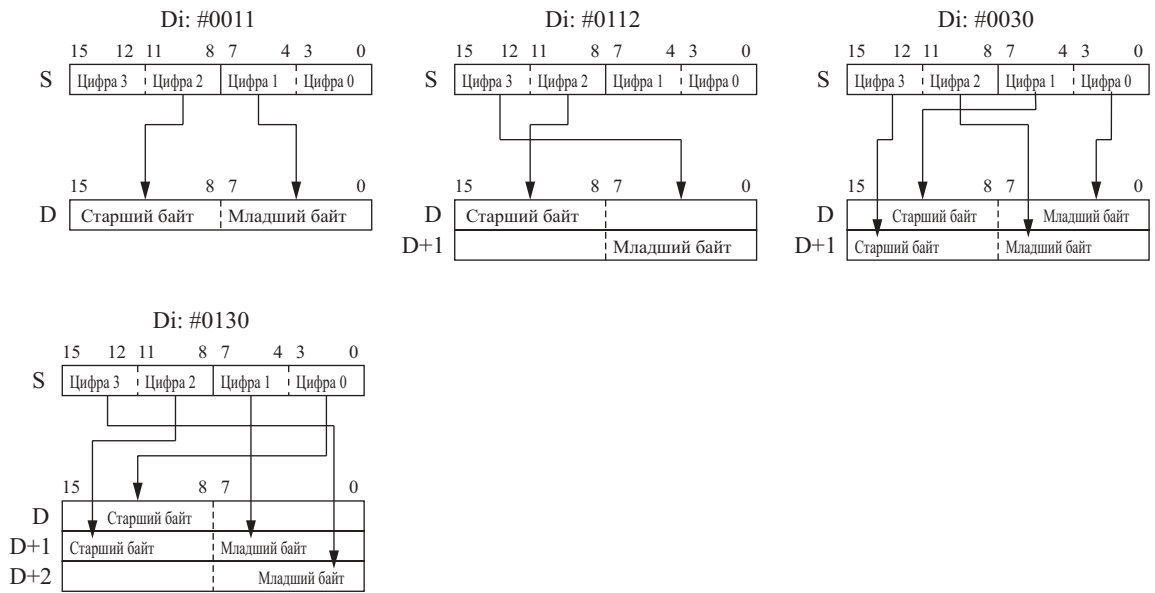 Di: #0011
15 12 11 8 7 4 3 0
S Цифра 3 Цифра 2 Цифра 1 Цифра 0
15 8 7 0
D Старший байт Младший байт
Di: #0112
15 12 11 8 7 4 3 0
S Цифра 3 Цифра 2 Цифра 1 Цифра 0
15 8 7 0
D Старший байт
D+1 Младший байт
Di: #0030
15 12 11 8 7 4 3 0
S Цифра 3 Цифра 2 Цифра 1 Цифра 0
15 8 7 0
D Старший байт Младший байт
D+1 Старший байт Младший байт
Di: #0130
15 12 11 8 7 4 3 0
S Цифра 3 Цифра 2 Цифра 1 Цифра 0
15 8 7 0
D Старший байт
D+1 Старший байт Младший байт
D+2 Младший байт